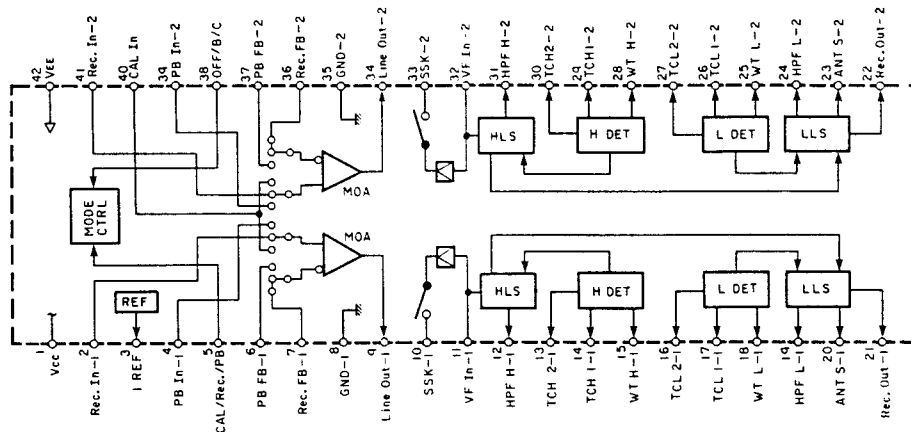 42 VEE
41 Rec. In-2
40 CAL In
39 PB In-2
38 OFF/B/C
37 PB FB-2
36 Rec. FB-2
35 GND-2
34 Line Out-2
33 SSK-2
32 VF In-2
31 HPF H-2
30 TCH2-2
29 TCH1-2
28 WT H-2
27 TCL2-2
26 TCL1-2
25 WT L-2
24 HPF L-2
23 ANT S-2
22 Rec. Out-2
MODE
CTRL
MOA
HLS
H DET
L DET
LLS
MOA
REF
HLS
H DET
L DET
LLS
1 Vcc
2 Rec. In-1
3 I REF
4 PB In-1
5 CAL/Rec./PB
6 PB FB-1
7 Rec. FB-1
8 GND-1
9 Line Out-1
10 SSK-1
11 VF In-1
12 HPF H-1
13 TCH 2-1
14 TCH 1-1
15 WT H-1
16 TCL 2-1
17 TCL 1-1
18 WT L-1
19 HPF L-1
20 ANT S-1
21 Rec. Out-1